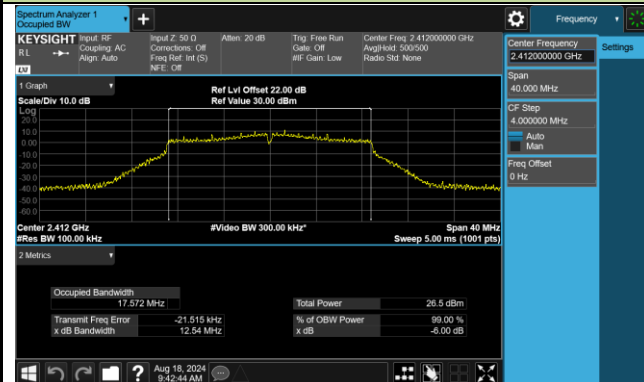 Spectrum Analyzer 1
Occupied BW
+
Frequency
KEYSIGHT
Input: RF
Input Z: 50 Ω
Atten: 20 dB
Trig: Free Run
Center Freq: 2.412000000 GHz
RL
Coupling: AC
Corrections: Off
Gate: Off
Avg|Hold: 500/500
Align: Auto
Freq Ref: Int (S)
#IF Gain: Low
Radio Std: None
NFE: Off
LXI
Center Frequency
2.412000000 GHz
Settings
Span
40.000 MHz
CF Step
4.000000 MHz
Auto
Man
Freq Offset
0 Hz
1 Graph
Ref Lvl Offset 22.00 dB
Scale/Div 10.0 dB
Ref Value 30.00 dBm
Log
20.0
10.0
0.00
-10.0
-20.0
-30.0
-40.0
-50.0
-60.0
Center 2.412 GHz
#Video BW 300.00 kHz*
Span 40 MHz
#Res BW 100.00 kHz
Sweep 5.00 ms (1001 pts)
2 Metrics
Occupied Bandwidth
17.572 MHz
Total Power
26.5 dBm
Transmit Freq Error
-21.515 kHz
% of OBW Power
99.00 %
x dB Bandwidth
12.54 MHz
x dB
-6.00 dB
?
Aug 18, 2024
9:42:44 AM